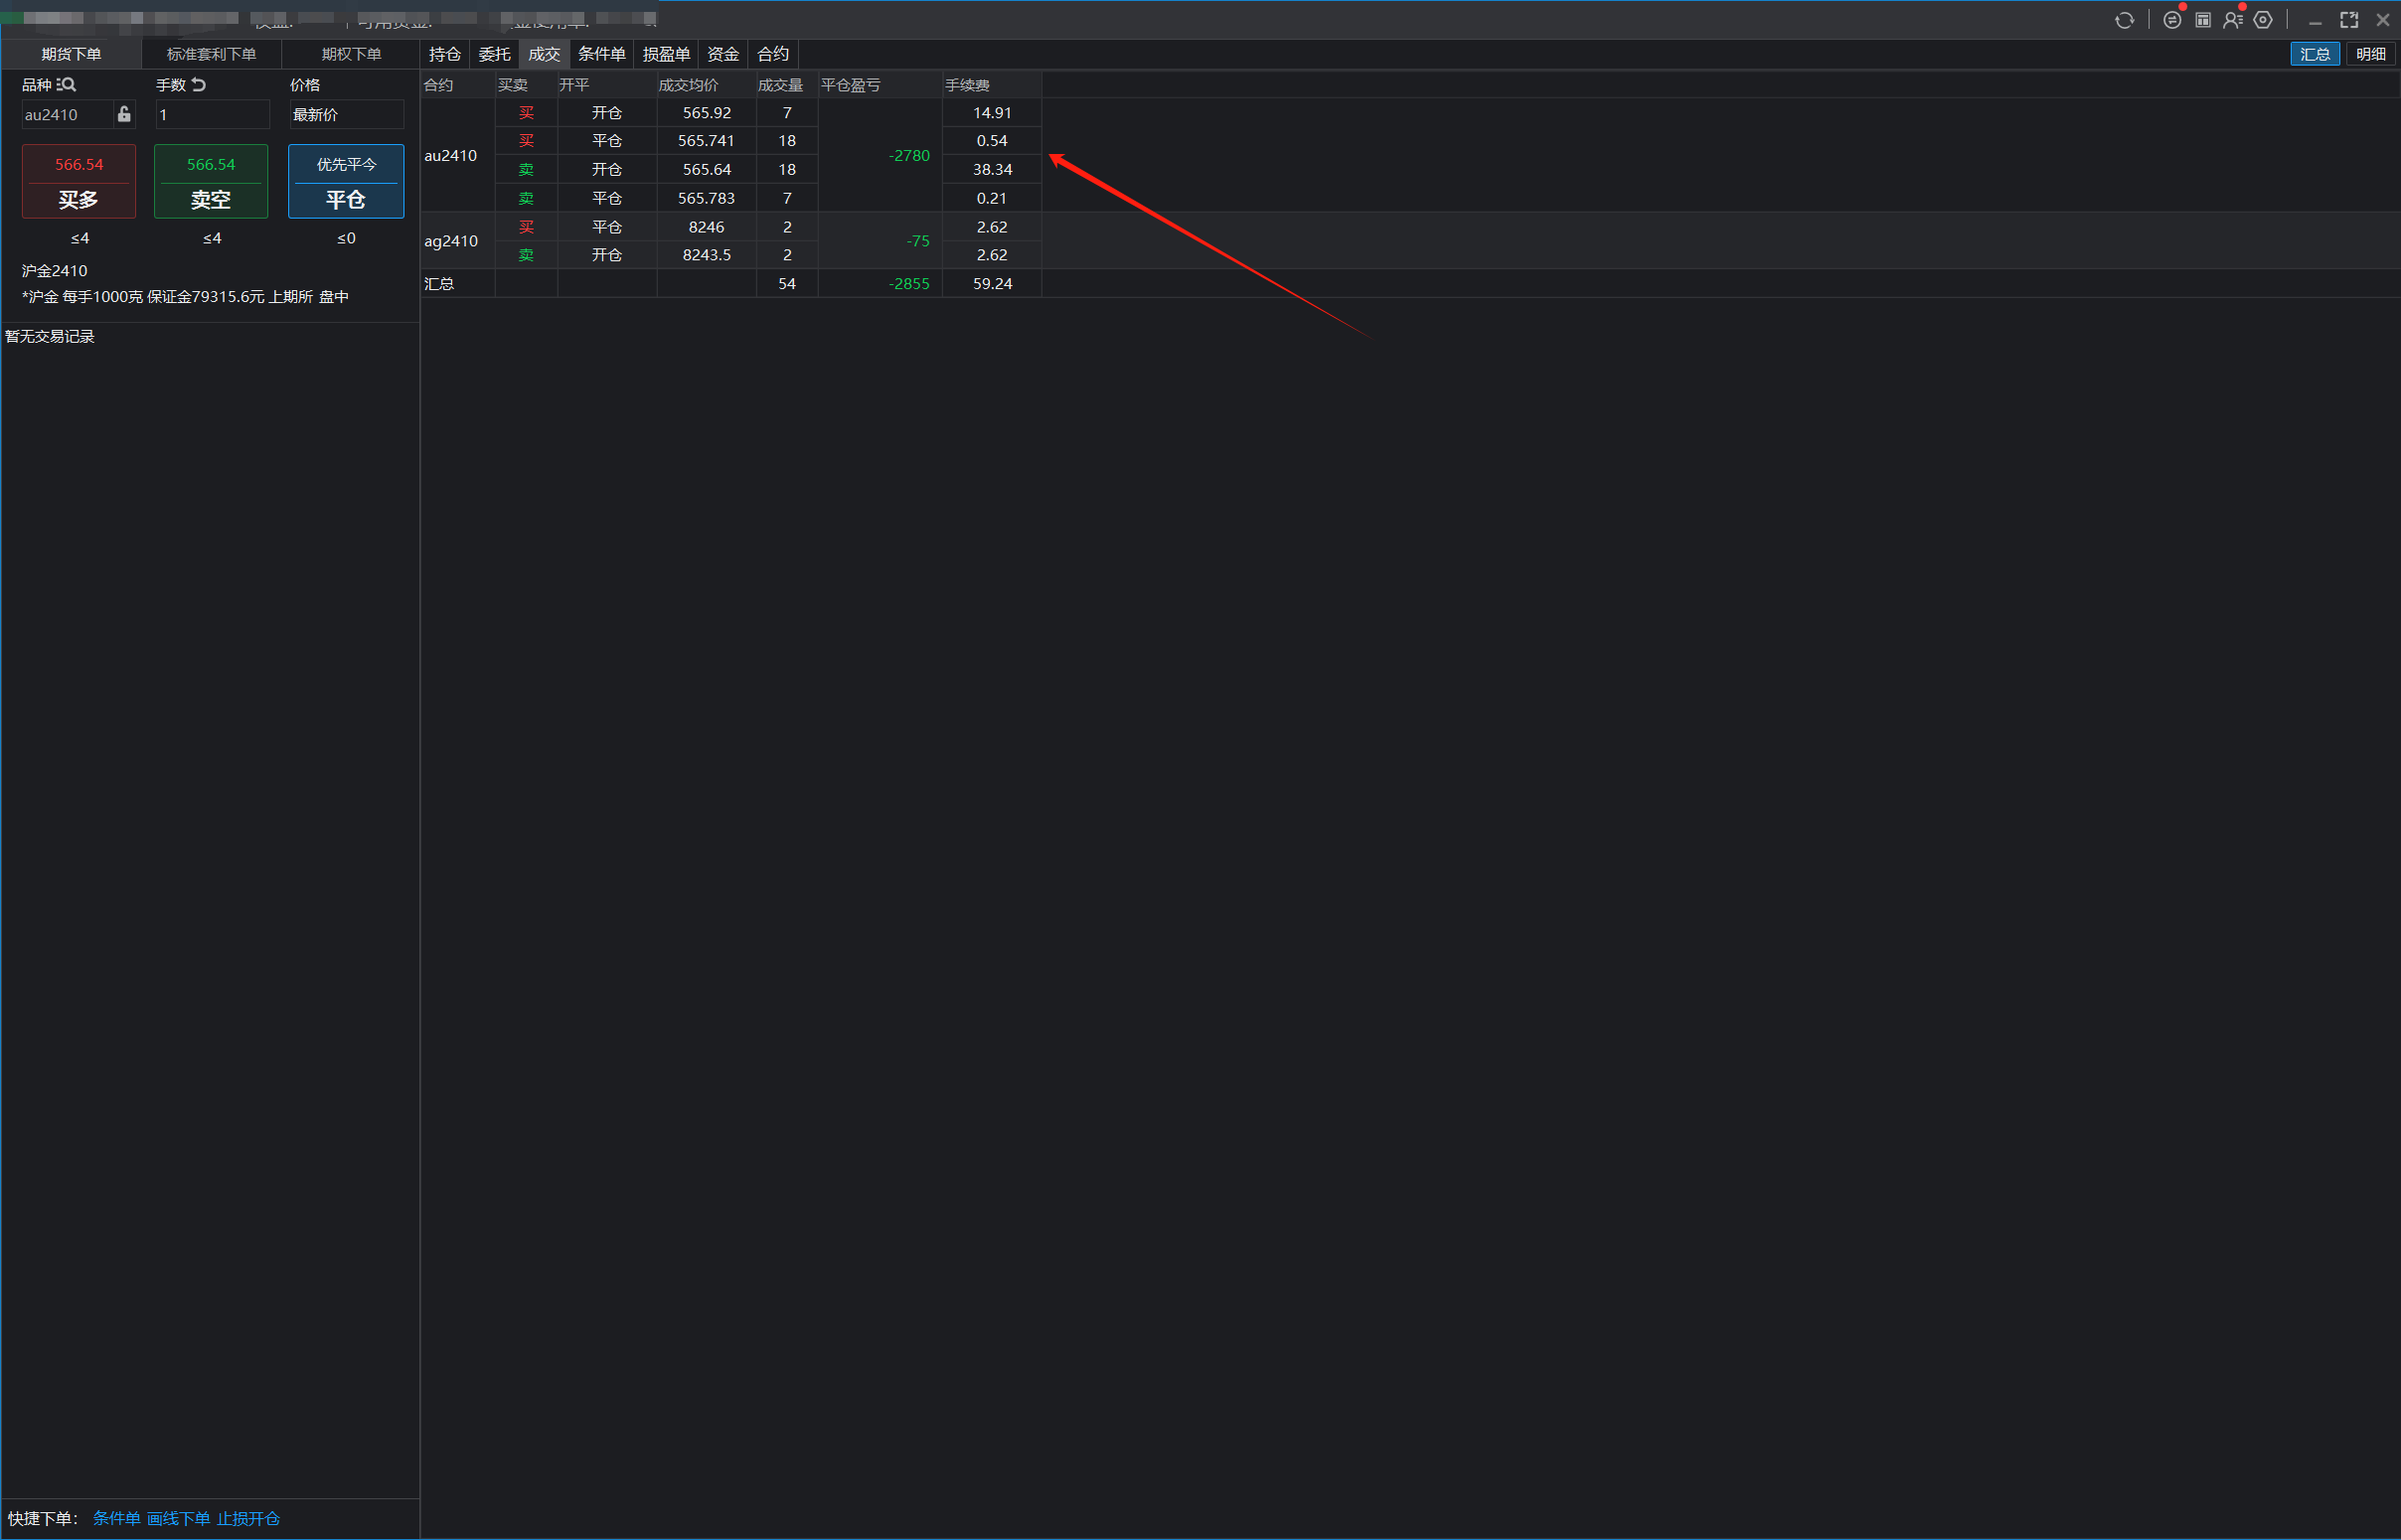 期货下单 标准套利下单 期权下单 持仓 委托 成交 条件单 损盈单 资金 合约 汇总 明细
品种 手数 价格
au2410 1 最新价
566.54 566.54 优先平今
买多 卖空 平仓
≤4 ≤4 ≤0
沪金2410
*沪金 每手1000克 保证金79315.6元 上期所 盘中
暂无交易记录
合约 买卖 开平 成交均价 成交量 平仓盈亏 手续费
au2410 买 开仓 565.92 7 -2780 14.91
买 平仓 565.741 18 0.54
卖 开仓 565.64 18 38.34
卖 平仓 565.783 7 0.21
ag2410 买 平仓 8246 2 -75 2.62
卖 开仓 8243.5 2 2.62
汇总 54 -2855 59.24
快捷下单: 条件单 画线下单 止损开仓